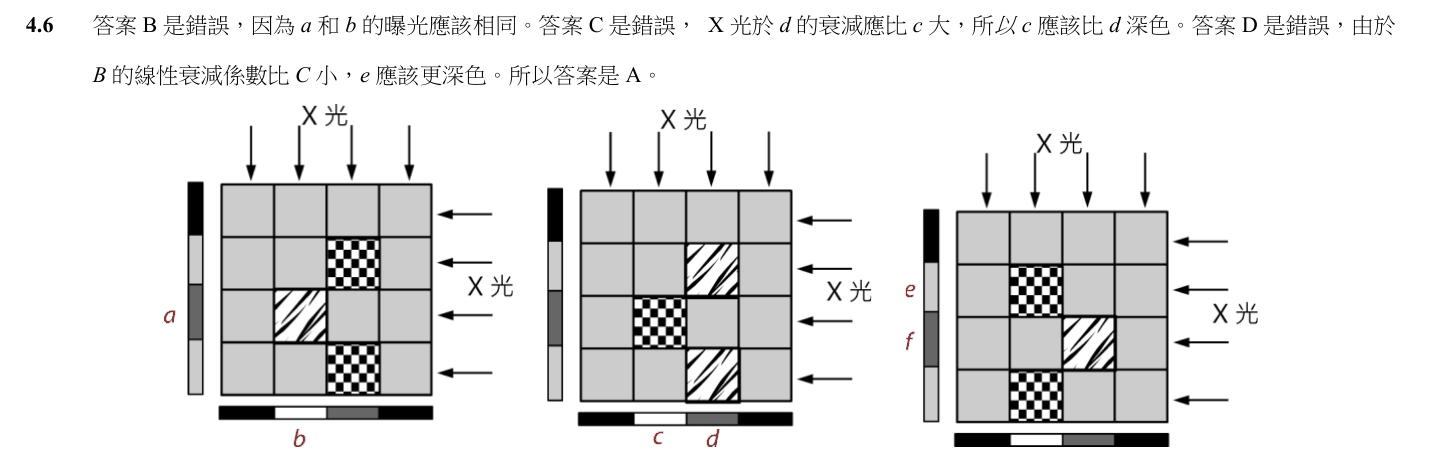 4.6 答案 B 是錯誤，因為 a 和 b 的曝光應該相同。答案 C 是錯誤， X 光於 d 的衰減應比 c 大，所以 c 應該比 d 深色。答案 D 是錯誤，由於
B 的線性衰減係數比 C 小，e 應該更深色。所以答案是 A。
X 光
X 光
a
b
X 光
X 光
c d
X 光
X 光
e
f